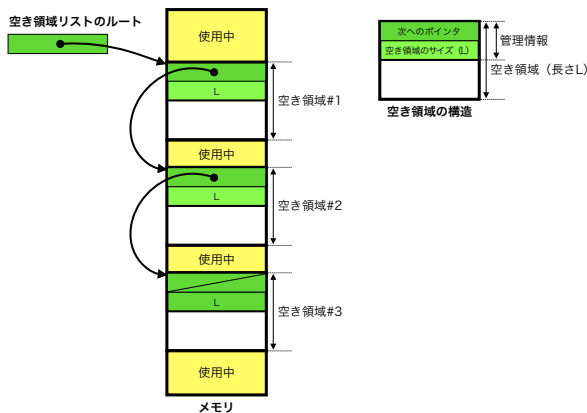 空き領域リストのルート
使用中
L
空き領域#1
使用中
L
空き領域#2
使用中
L
空き領域#3
使用中
メモリ
次へのポインタ
空き領域のサイズ（L）
管理情報
空き領域（長さL）
空き領域の構造